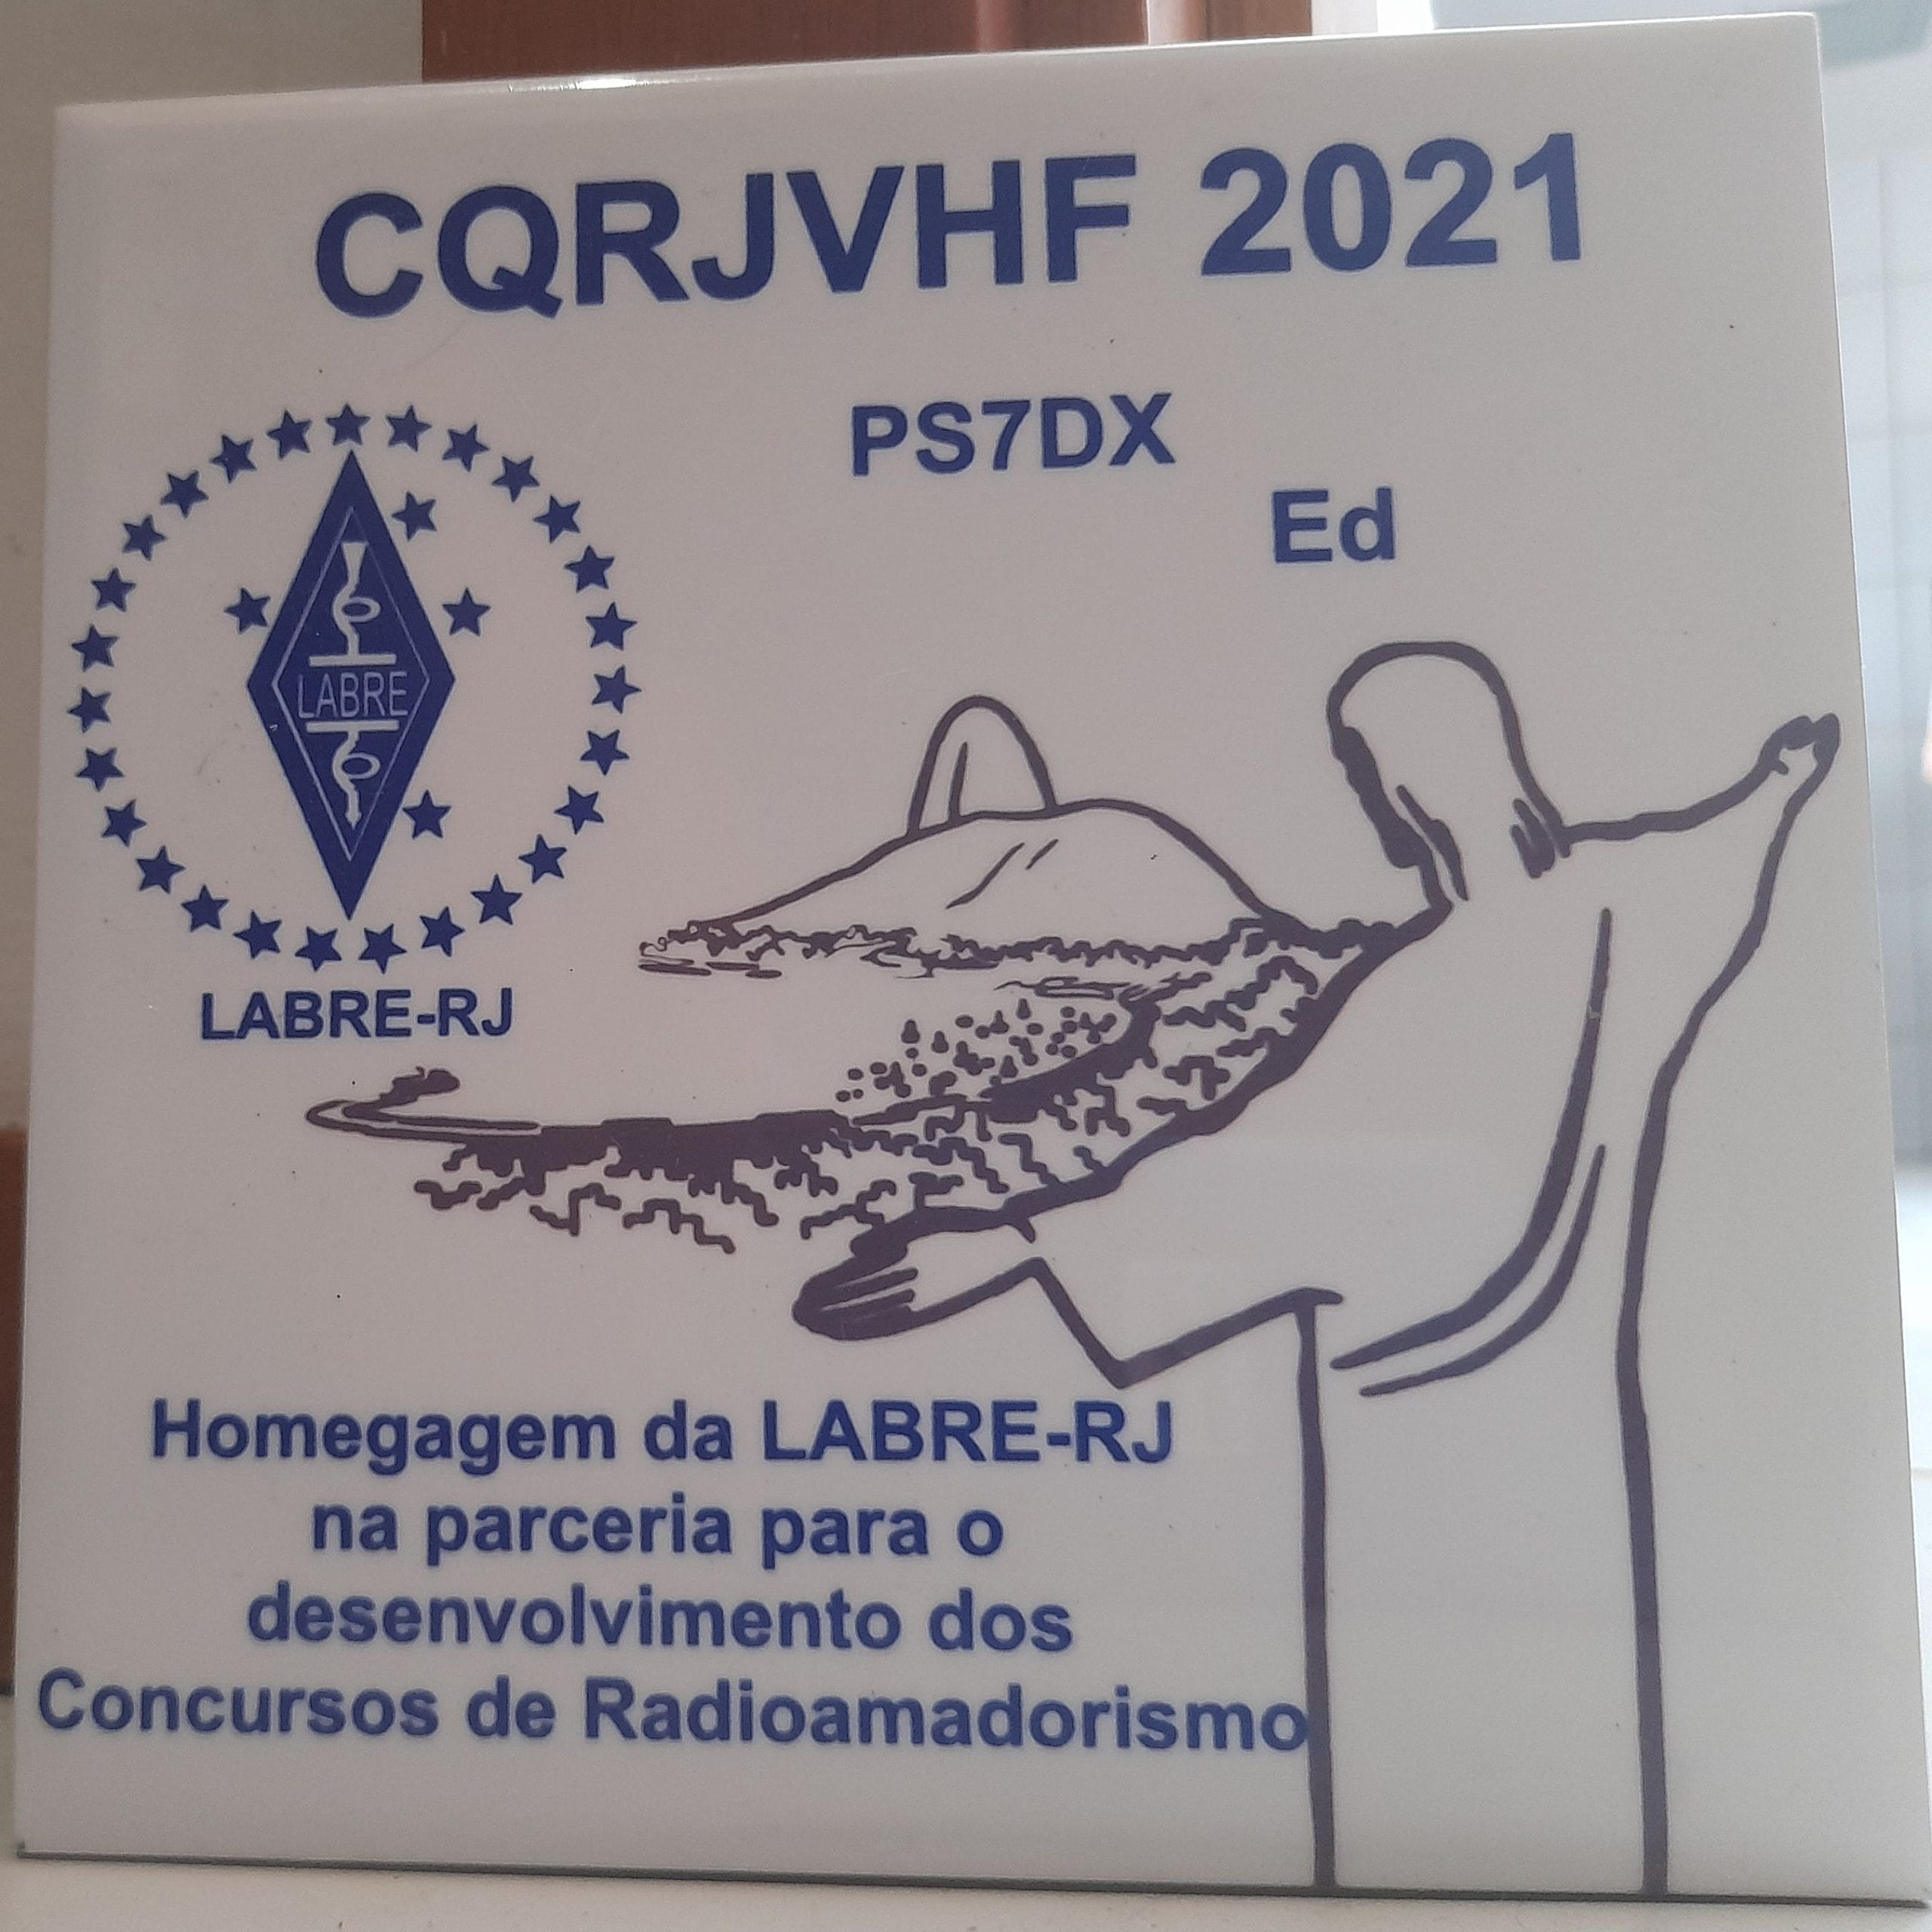 CQRJVHF 2021
PS7DX
Ed
LABRE
LABRE-RJ
Homegagem da LABRE-RJ
na parceria para o
desenvolvimento dos
Concursos de Radioamadorismo